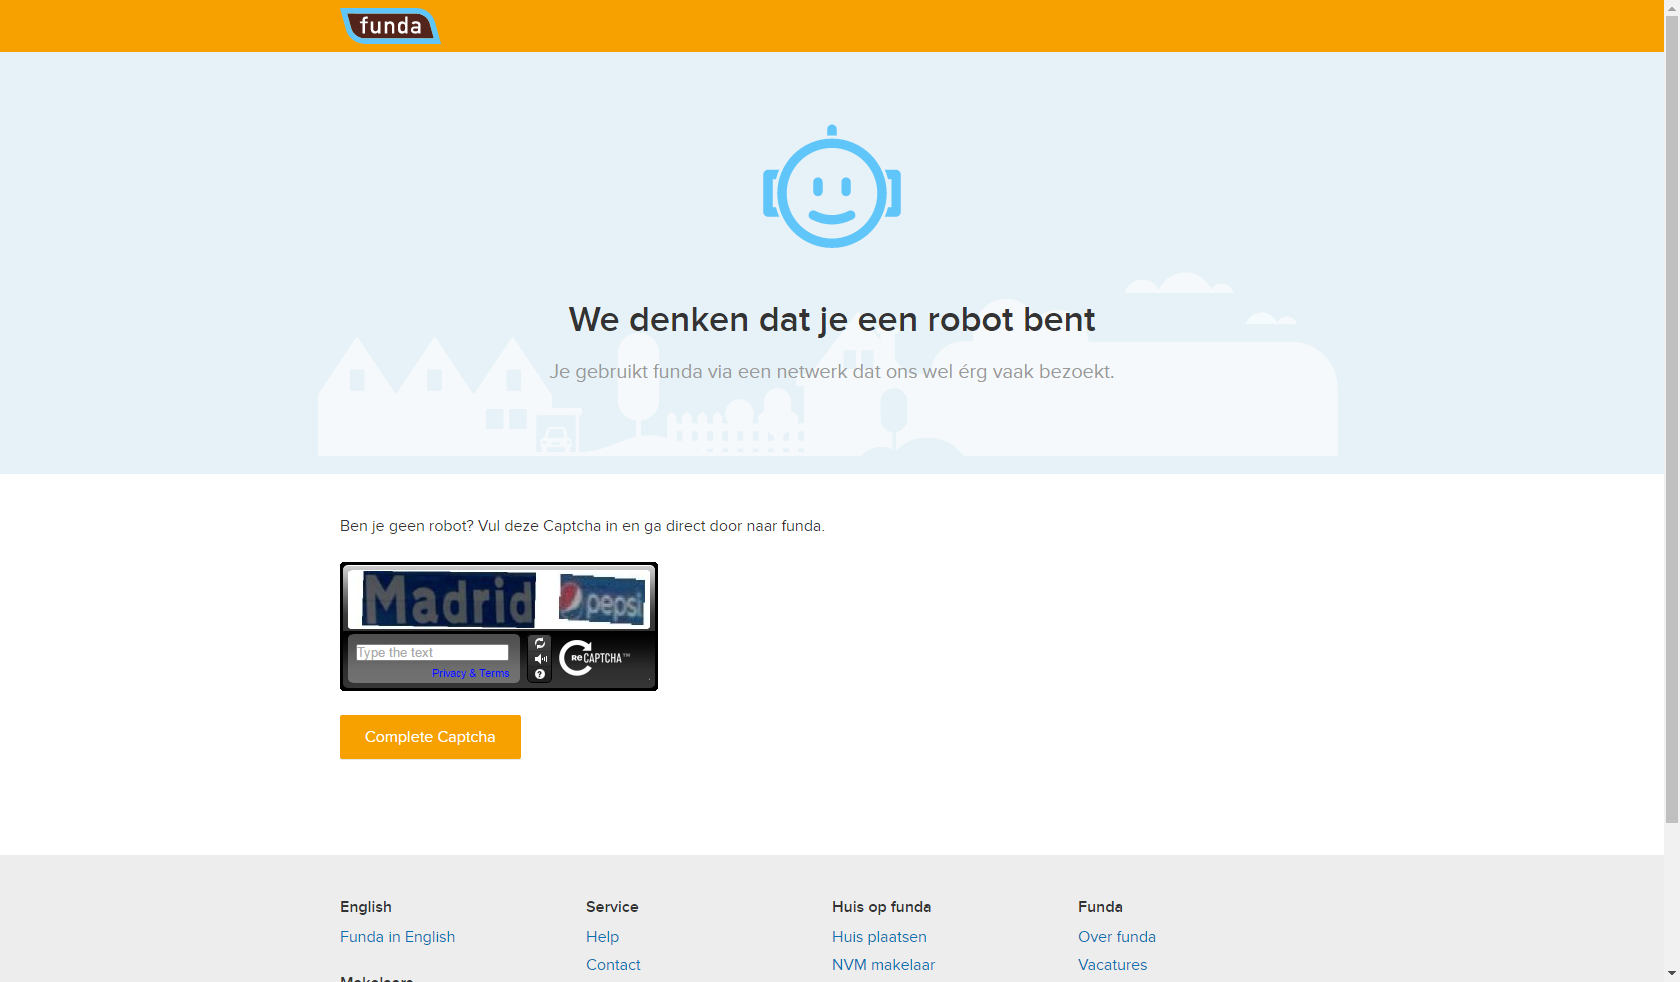 funda
We denken dat je een robot bent
Je gebruikt funda via een netwerk dat ons wel érg vaak bezoekt.
Ben je geen robot? Vul deze Captcha in en ga direct door naar funda.
Madrid pepsi
Type the text
Privacy & Terms
reCAPTCHA™
Complete Captcha
English
Funda in English
Makelaars
Service
Help
Contact
Huis op funda
Huis plaatsen
NVM makelaar
Funda
Over funda
Vacatures